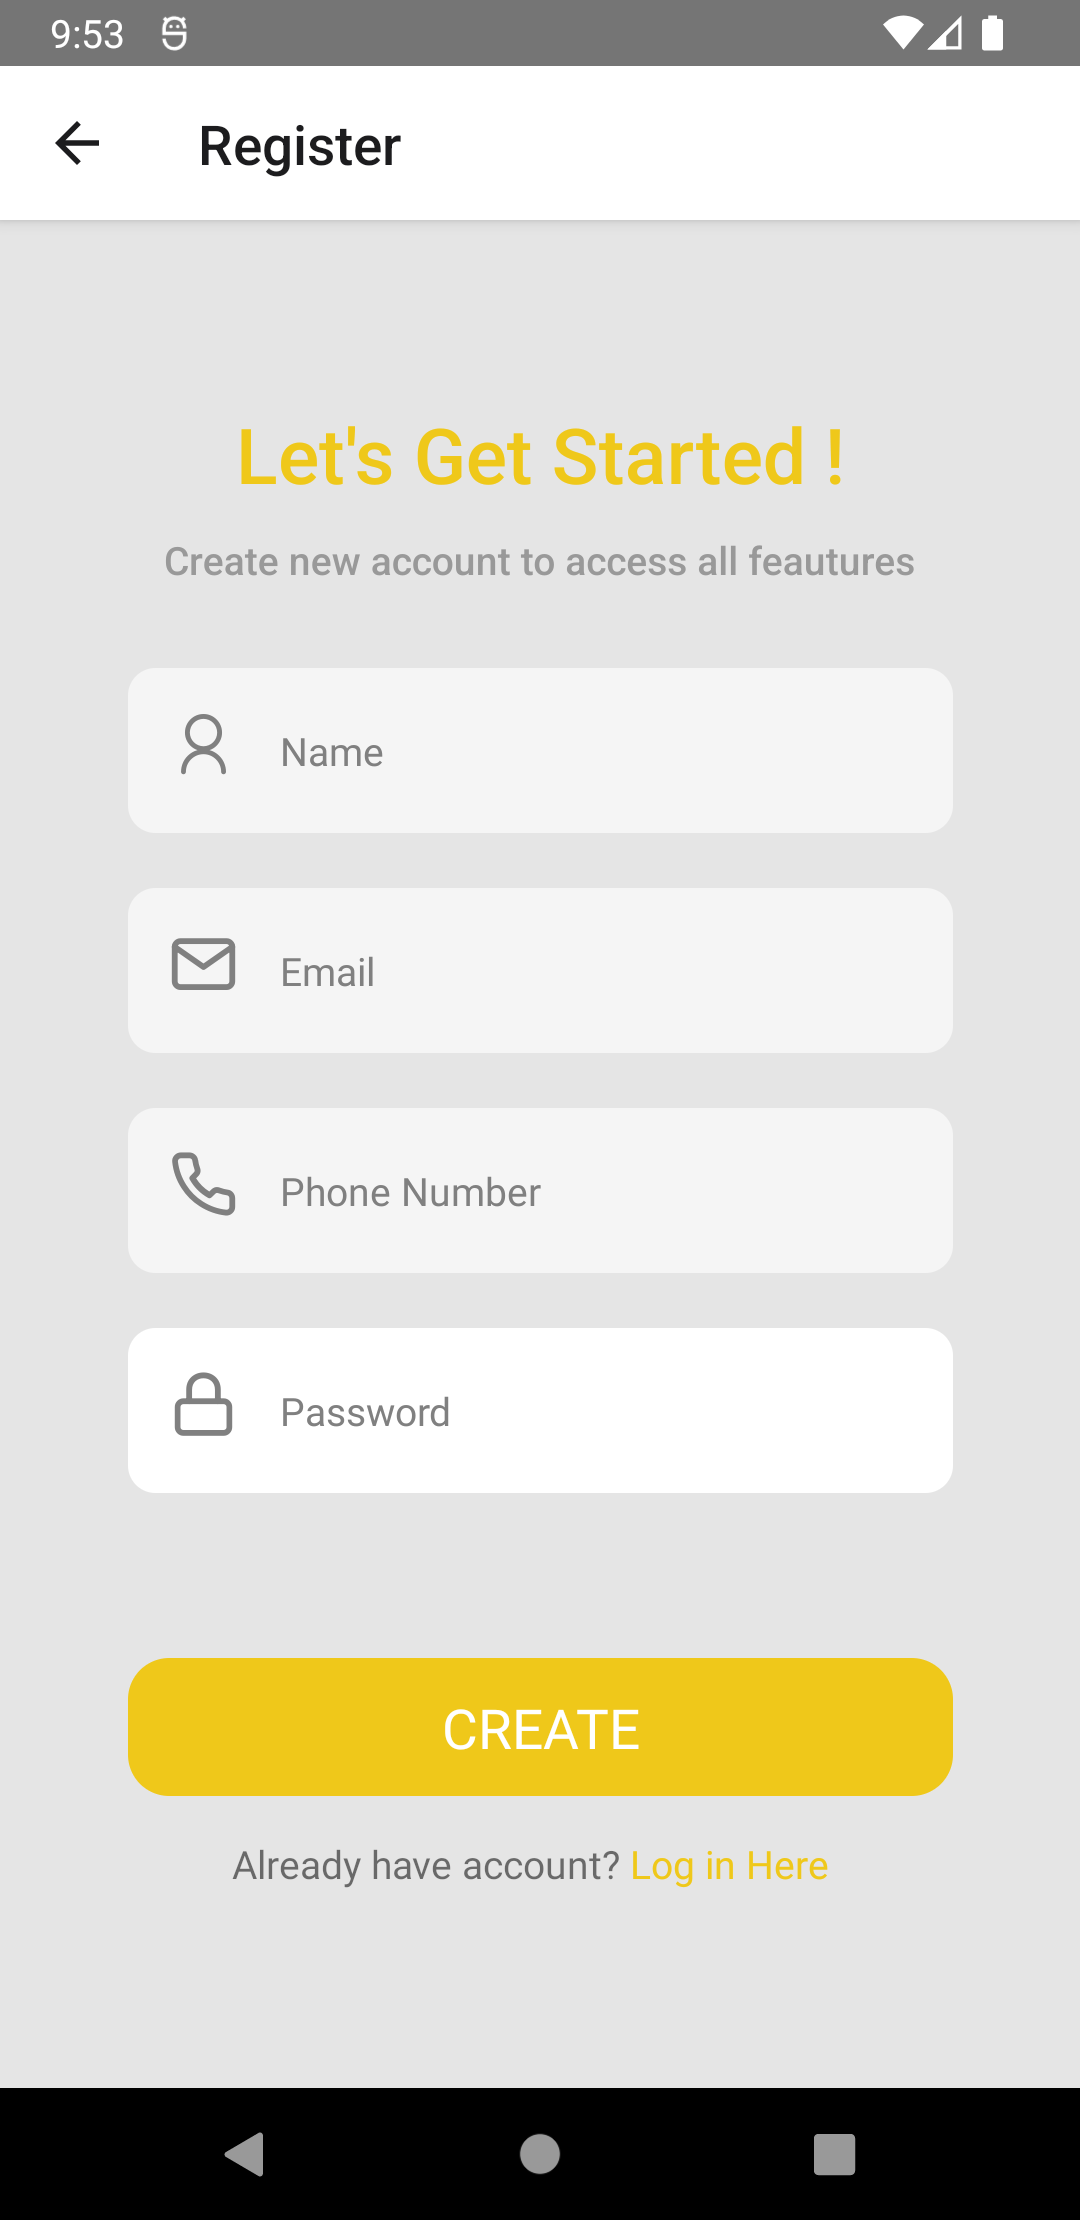 9:53
Register
Let's Get Started !
Create new account to access all feautures
Name
Email
Phone Number
Password
CREATE
Already have account? Log in Here